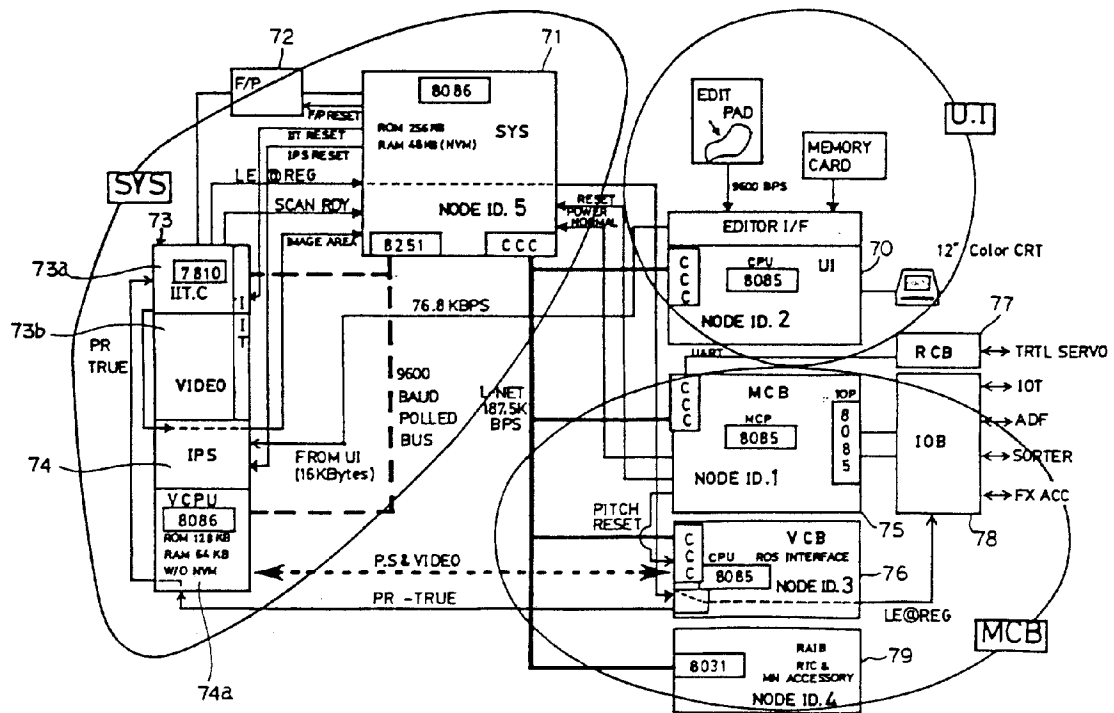 72
71
F/P
8086
F/P RESET
ROM 256 KB
SYS
RAM 48 KB (NVM)
IIT RESET
IPS RESET
LE @ REG
SCAN RDY
IMAGE AREA
NODE ID. 5
RESET
POWER
NORMAL
8251
CCC
SYS
EDIT
PAD
MEMORY
CARD
9600 BPS
U.I
EDITOR I/F
70
CCC
CPU
UI
8085
NODE ID. 2
12" Color CRT
73
73a
7810
IIT.C
IIT
73b
VIDEO
PR
TRUE
76.8 KBPS
9600
BAUD
POLLED
BUS
L-NET
187.5K
BPS
74
IPS
FROM UI
(16KBytes)
VCPU
8086
ROM 128 KB
RAM 64 KB
W/O NVM
74a
UART
77
RCB
TRTL SERVO
CCC
MCB
MCP
8085
TOP
8085
NODE ID. 1
75
IOB
IOT
ADF
SORTER
FX ACC
78
PITCH
RESET
P.S & VIDEO
PR - TRUE
CCC
VCB
CPU
ROS INTERFACE
8085
NODE ID. 3
76
LE@REG
MCB
8031
RAIB
RTC &
MN ACCESSORY
NODE ID. 4
79